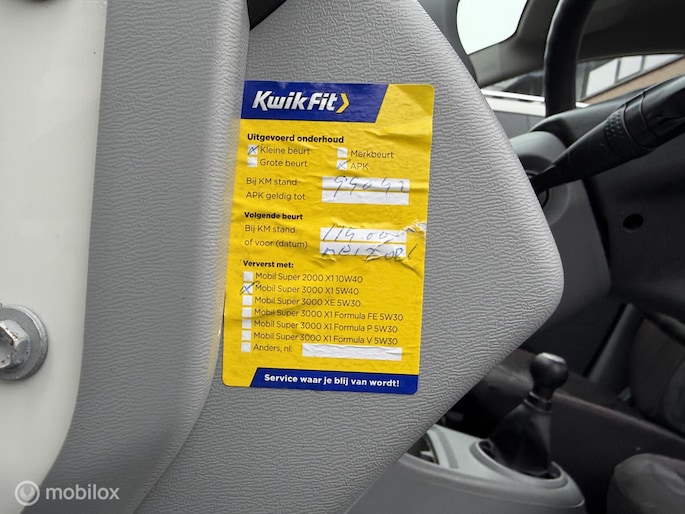 KwikFit
Uitgevoerd onderhoud
Kleine beurt
Merkbeurt
Grote beurt
APK
Bij KM stand
APK geldig tot
Volgende beurt
Bij KM stand
of voor (datum)
Ververst met:
Mobil Super 2000 X1 10W40
Mobil Super 3000 X1 5W40
Mobil Super 3000 XE 5W30
Mobil Super 3000 X1 Formula FE 5W30
Mobil Super 3000 X1 Formula P 5W30
Mobil Super 3000 X1 Formula V 5W30
Anders, nl:
Service waar je blij van wordt!
mobilox